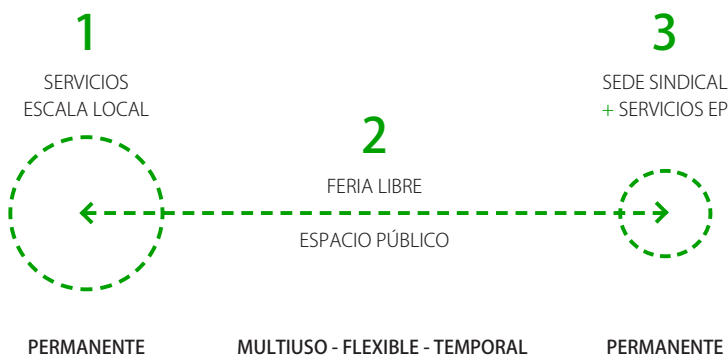 1
SERVICIOS
ESCALA LOCAL
2
FERIA LIBRE
ESPACIO PÚBLICO
3
SEDE SINDICAL
+ SERVICIOS EP
PERMANENTE
MULTIUSO - FLEXIBLE - TEMPORAL
PERMANENTE